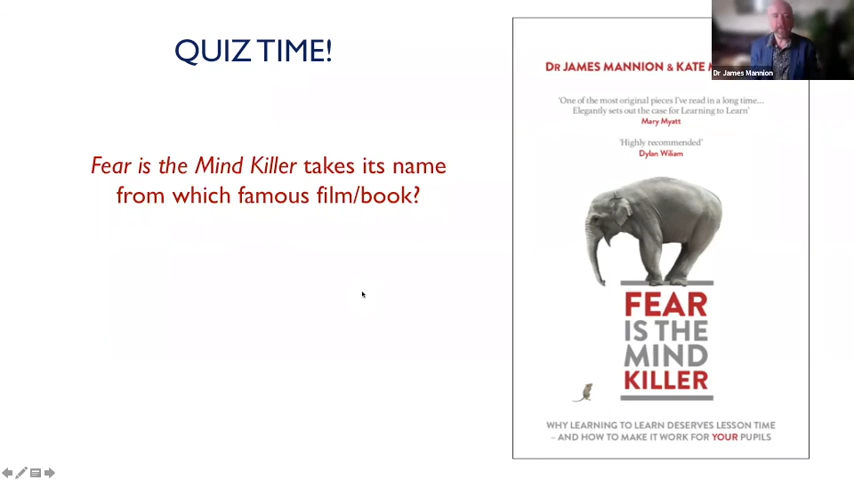 QUIZ TIME!
Fear is the Mind Killer takes its name
from which famous film/book?
DR JAMES MANNION & KATE
'One of the most original pieces I've read in a long time...
Elegantly sets out the case for Learning to Learn'
Mary Myatt
'Highly recommended'
Dylan Wiliam
FEAR
IS THE
MIND
KILLER
WHY LEARNING TO LEARN DESERVES LESSON TIME
– AND HOW TO MAKE IT WORK FOR YOUR PUPILS
Dr James Mannion